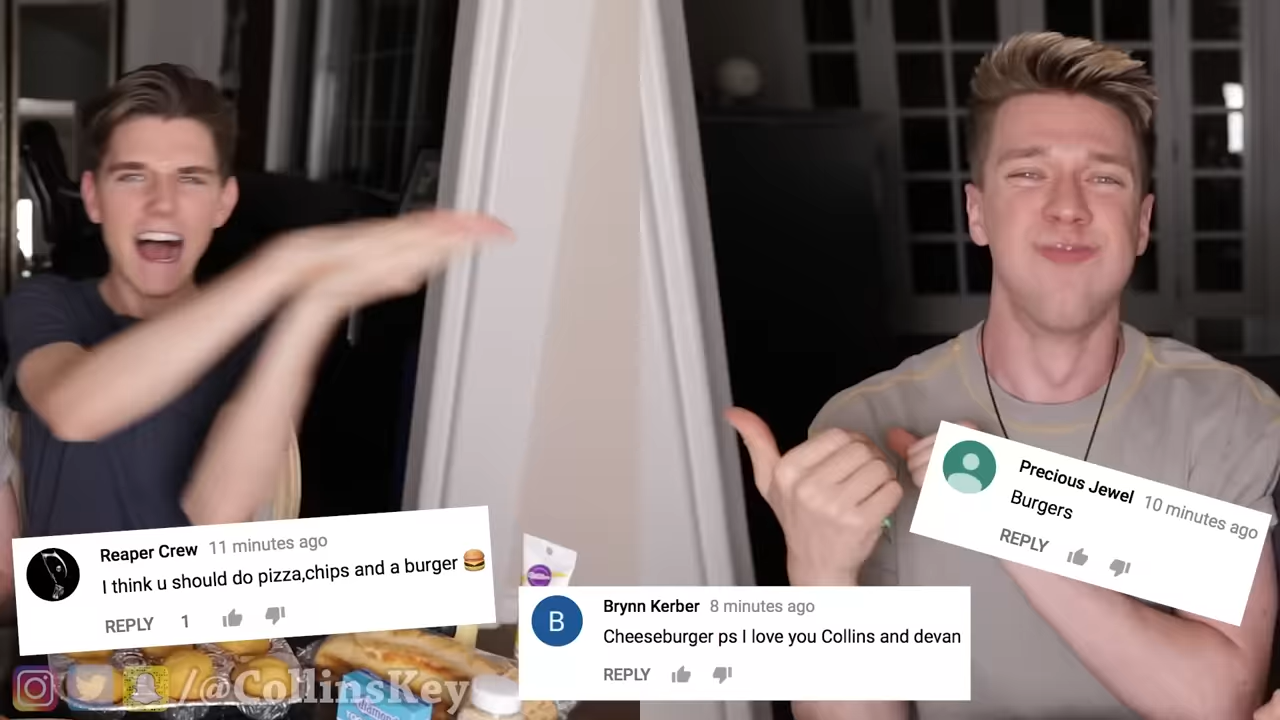 Reaper Crew 11 minutes ago
I think u should do pizza,chips and a burger 🍔
REPLY 1
Precious Jewel 10 minutes ago
Burgers
REPLY
B
Brynn Kerber 8 minutes ago
Cheeseburger ps I love you Collins and devan
REPLY
/@CollinsKey
diamond